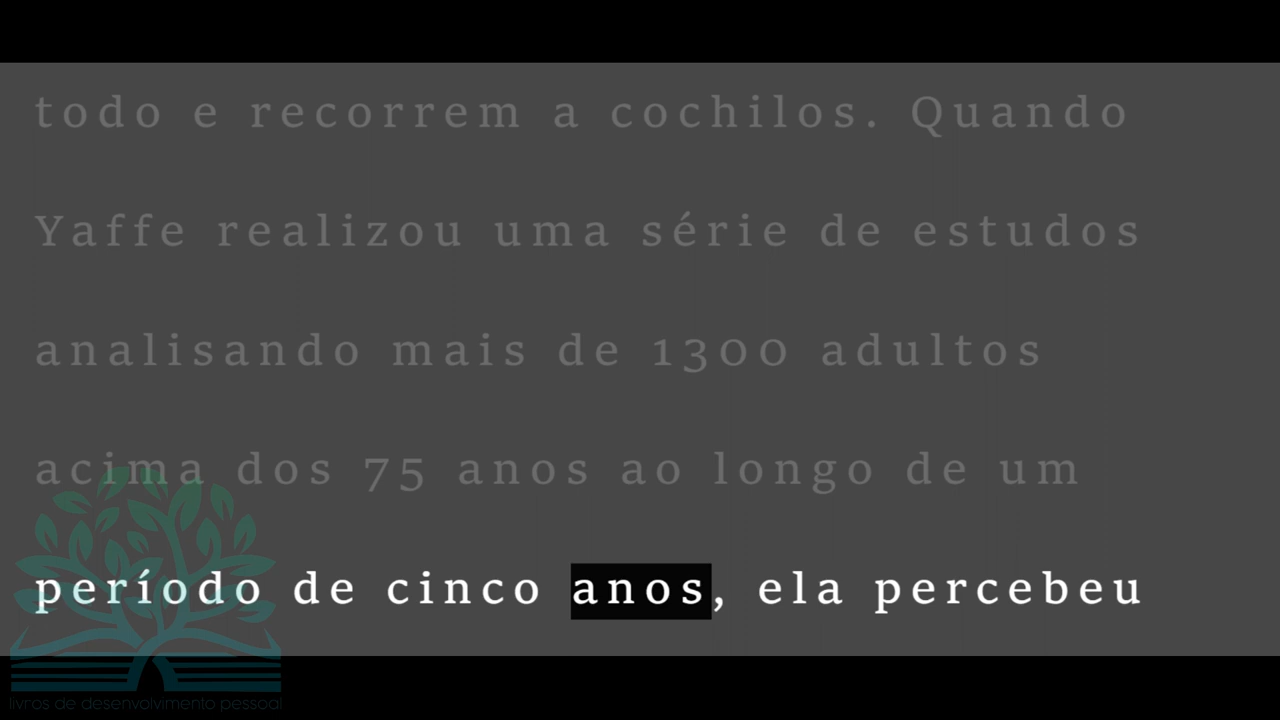 todo e recorrem a cochilos. Quando
Yaffe realizou uma série de estudos
analisando mais de 1300 adultos
acima dos 75 anos ao longo de um
período de cinco anos, ela percebeu
livros de desenvolvimento pessoal